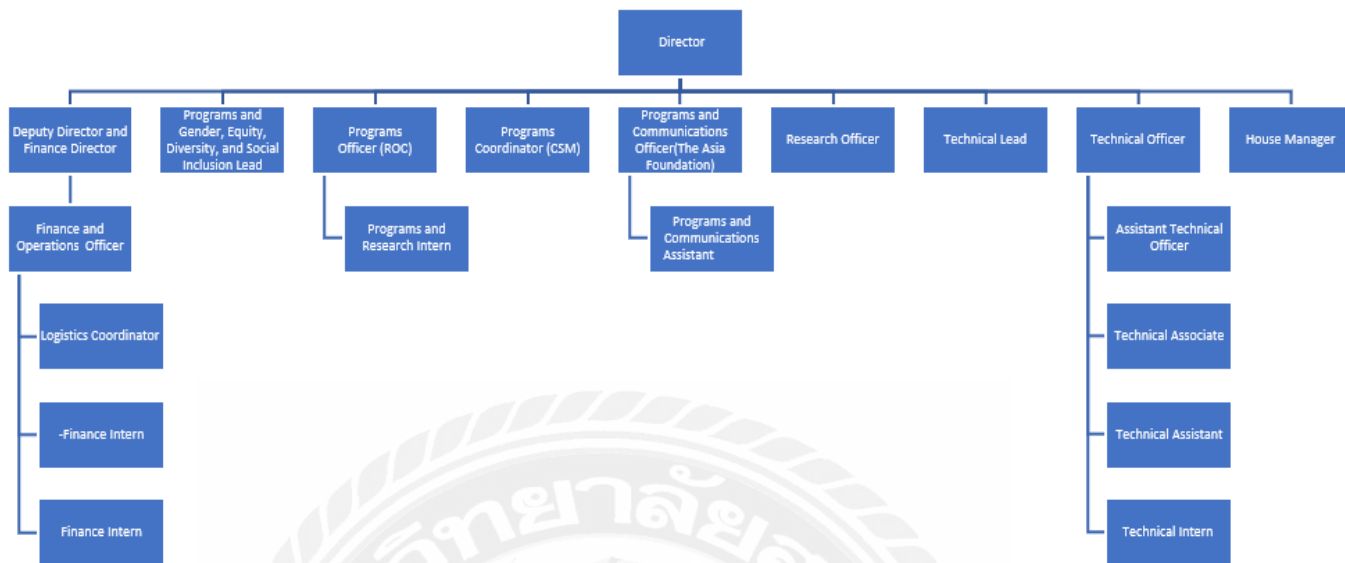 Director
Deputy Director and
Finance Director
Programs and
Gender, Equity,
Diversity, and Social
Inclusion Lead
Programs
Officer (ROC)
Programs
Coordinator (CSM)
Programs and
Communications
Officer(The Asia
Foundation)
Research Officer
Technical Lead
Technical Officer
House Manager
Finance and
Operations Officer
Programs and
Research Intern
Programs and
Communications
Assistant
Assistant Technical
Officer
Logistics Coordinator
Technical Associate
-Finance Intern
Technical Assistant
Finance Intern
Technical Intern